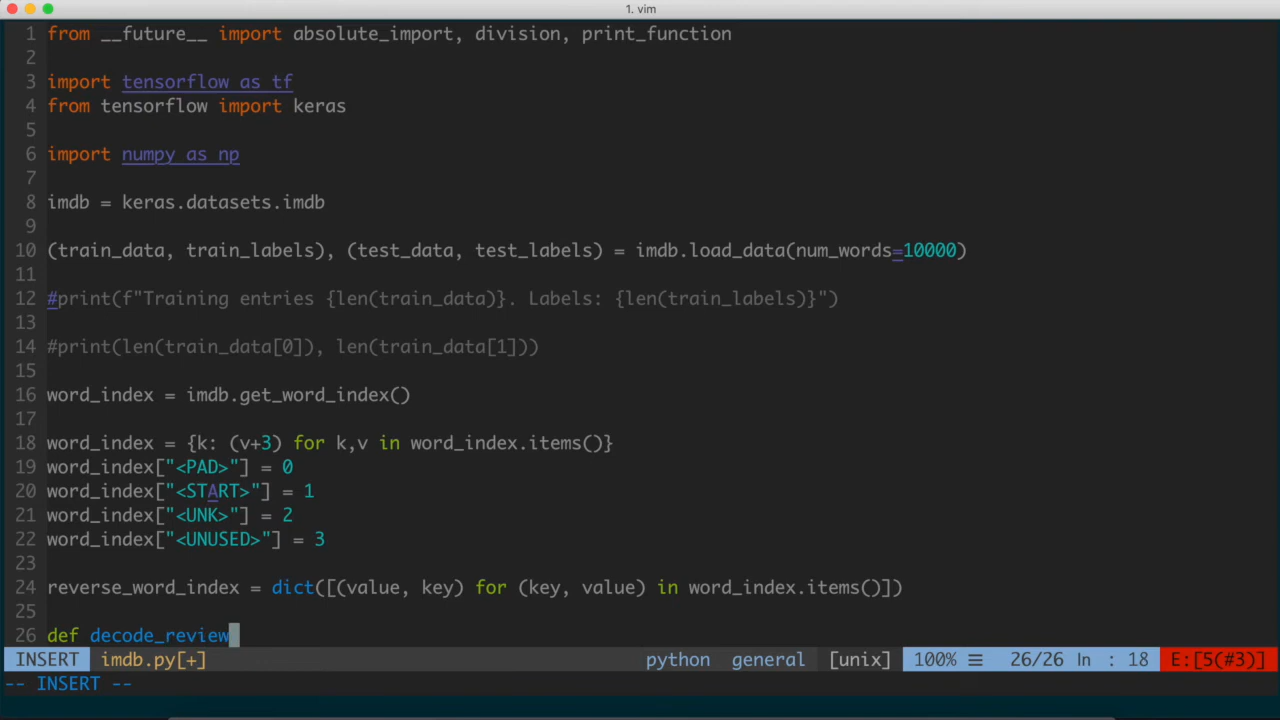 1. vim
1 from __future__ import absolute_import, division, print_function
2
3 import tensorflow as tf
4 from tensorflow import keras
5
6 import numpy as np
7
8 imdb = keras.datasets.imdb
9
10 (train_data, train_labels), (test_data, test_labels) = imdb.load_data(num_words=10000)
11
12 #print(f"Training entries {len(train_data)}. Labels: {len(train_labels)}")
13
14 #print(len(train_data[0]), len(train_data[1]))
15
16 word_index = imdb.get_word_index()
17
18 word_index = {k: (v+3) for k,v in word_index.items()}
19 word_index["<PAD>"] = 0
20 word_index["<START>"] = 1
21 word_index["<UNK>"] = 2
22 word_index["<UNUSED>"] = 3
23
24 reverse_word_index = dict([(value, key) for (key, value) in word_index.items()])
25
26 def decode_review
INSERT imdb.py[+] python general [unix] 100% ≡ 26/26 ln : 18 E:[5(#3)]
-- INSERT --